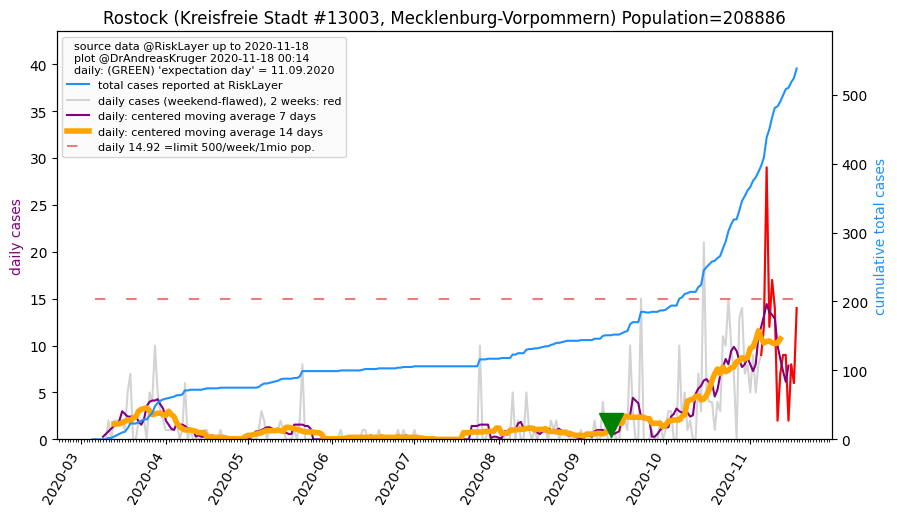 Rostock (Kreisfreie Stadt #13003, Mecklenburg-Vorpommern) Population=208886
source data @RiskLayer up to 2020-11-18
plot @DrAndreasKruger 2020-11-18 00:14
daily: (GREEN) 'expectation day' = 11.09.2020
total cases reported at RiskLayer
daily cases (weekend-flawed), 2 weeks: red
daily: centered moving average 7 days
daily: centered moving average 14 days
daily 14.92 =limit 500/week/1mio pop.
daily cases
40
35
30
25
20
15
10
5
0
cumulative total cases
500
400
300
200
100
0
2020-03
2020-04
2020-05
2020-06
2020-07
2020-08
2020-09
2020-10
2020-11